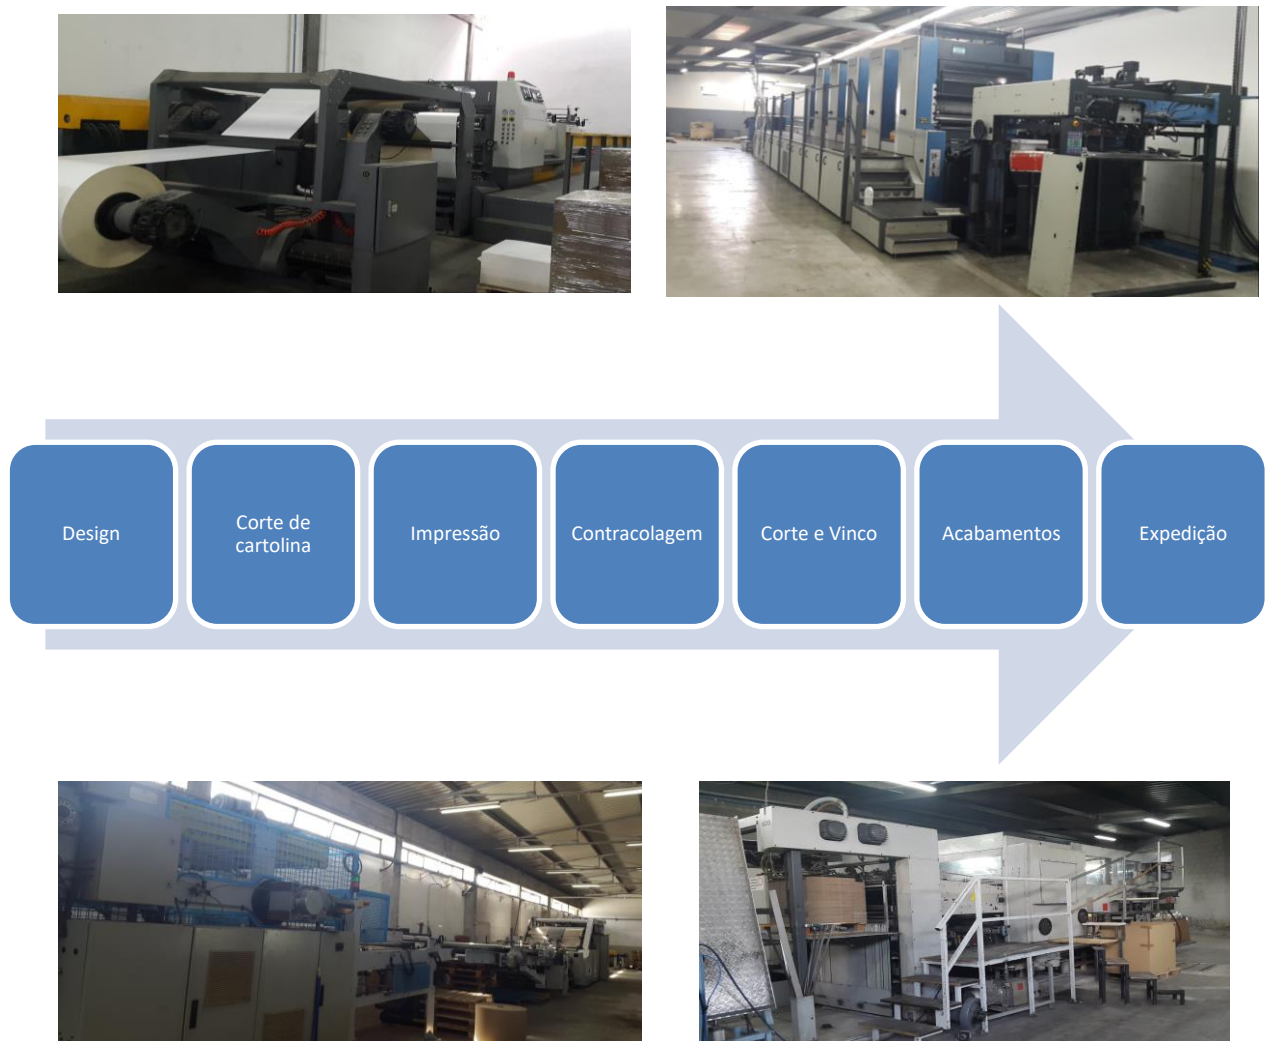 Design
Corte de
cartolina
Impressão
Contracolagem
Corte e Vinco
Acabamentos
Expedição